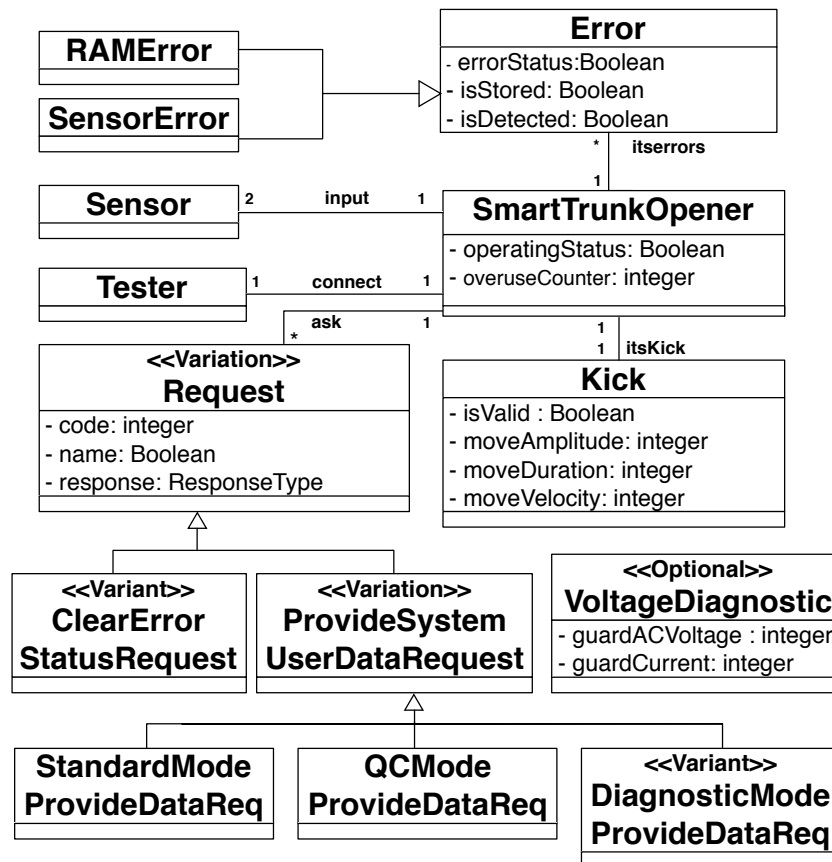 RAMError
SensorError
Error
- errorStatus:Boolean
- isStored: Boolean
- isDetected: Boolean
* itserrors
1
Sensor
2 input 1
SmartTrunkOpener
- operatingStatus: Boolean
- overuseCounter: integer
Tester
1 connect 1
ask 1
*
1
1 itsKick
<<Variation>>
Request
- code: integer
- name: Boolean
- response: ResponseType
Kick
- isValid : Boolean
- moveAmplitude: integer
- moveDuration: integer
- moveVelocity: integer
<<Variant>>
ClearError
StatusRequest
<<Variation>>
ProvideSystem
UserDataRequest
<<Optional>>
VoltageDiagnostic
- guardACVoltage : integer
- guardCurrent: integer
StandardMode
ProvideDataReq
QCMode
ProvideDataReq
<<Variant>>
DiagnosticMode
ProvideDataReq